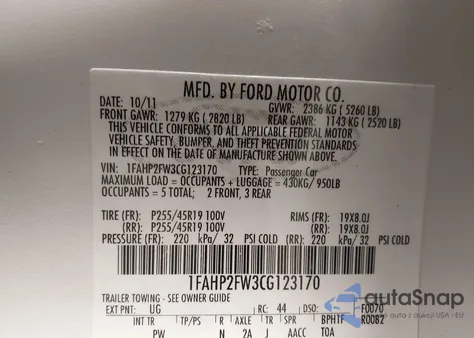 MFD. BY FORD MOTOR CO.
DATE: 10/11 GVWR: 2386 KG ( 5260 LB)
FRONT GAWR: 1279 KG ( 2820 LB) REAR GAWR: 1143 KG ( 2520 LB)
THIS VEHICLE CONFORMS TO ALL APPLICABLE FEDERAL MOTOR
VEHICLE SAFETY, BUMPER, AND THEFT PREVENTION STANDARDS
IN EFFECT ON THE DATE OF MANUFACTURE SHOWN ABOVE.
VIN: 1FAHP2FW3CG123170 TYPE: Passenger Car
MAXIMUM LOAD = OCCUPANTS + LUGGAGE = 430KG/ 950LB
OCCUPANTS = 5 TOTAL: 2 FRONT, 3 REAR
TIRE (FR): P255/45R19 100V RIMS (FR): 19X8.0J
TIRE (RR): P255/45R19 100V RIMS (RR): 19X8.0J
PRESSURE (FR): 220 kPa/ 32 PSI COLD (RR): 220 kPa/ 32 PSI COLD
1FAHP2FW3CG123170
TRAILER TOWING - SEE OWNER GUIDE
EXT PNT: UG RC: 44 DSO: F0070
INT TR TP/PS R AXLE TR SPR BPH1F R0082
PW N 2A J AACC TOA
autoSnap